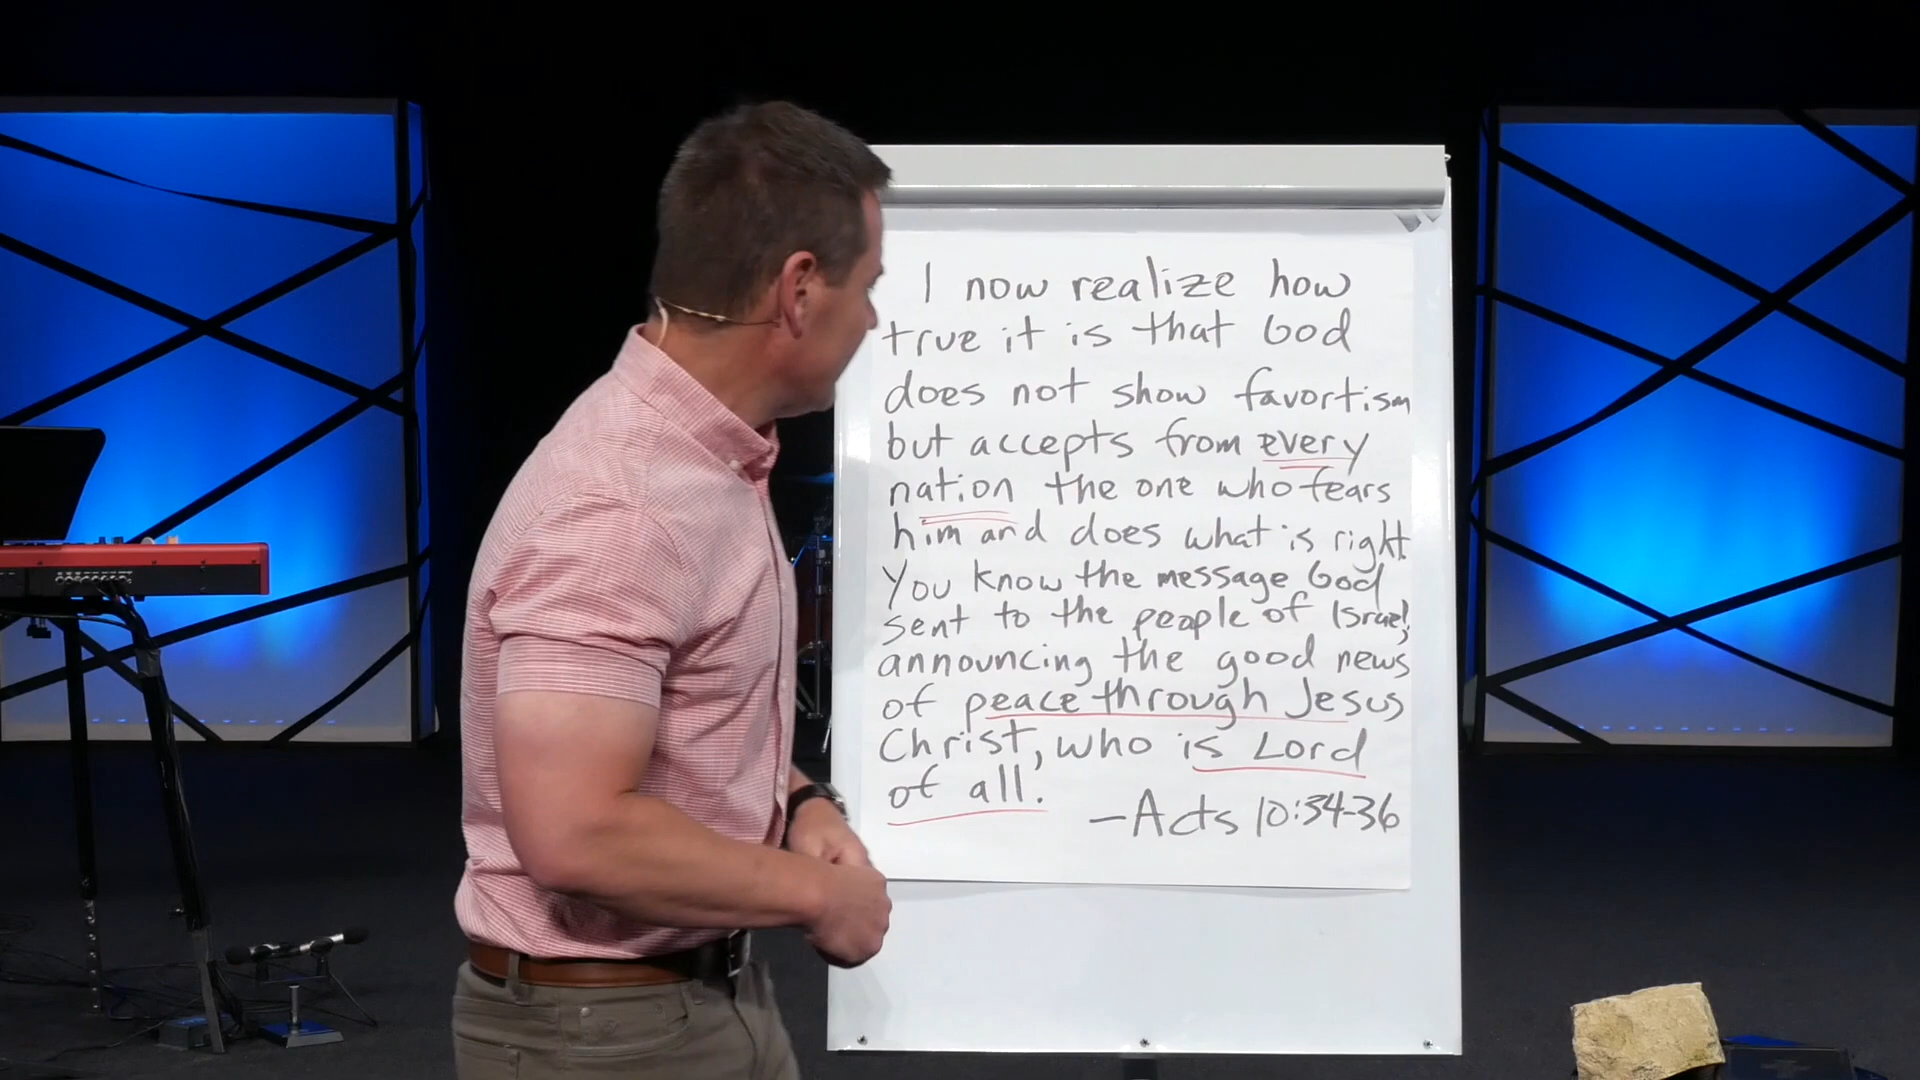 I now realize how
true it is that God
does not show favortism
but accepts from every
nation the one who fears
him and does what is right
You know the message God
sent to the people of Israel,
announcing the good news
of peace through Jesus
Christ, who is Lord
of all.
-Acts 10:34-36